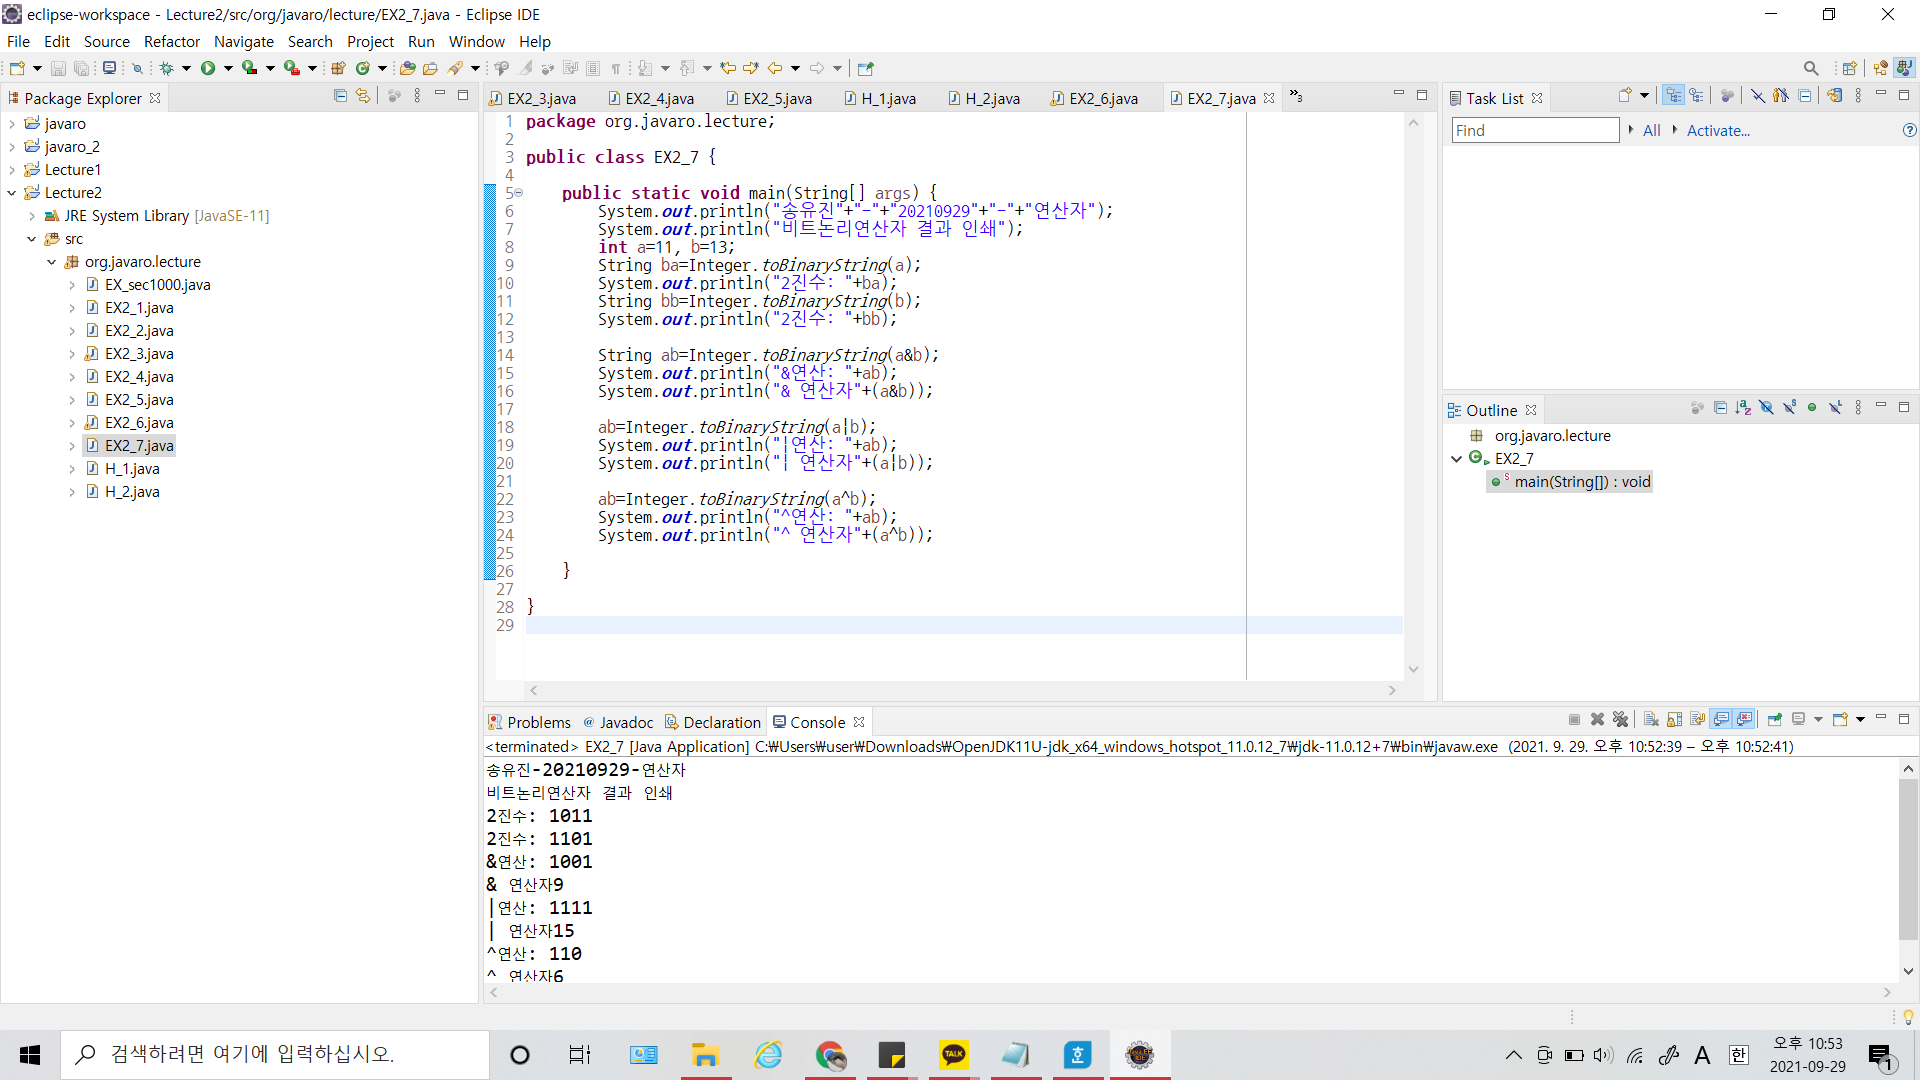 eclipse-workspace - Lecture2/src/org/javaro/lecture/EX2_7.java - Eclipse IDE
File Edit Source Refactor Navigate Search Project Run Window Help
Package Explorer
javaro
javaro_2
Lecture1
Lecture2
JRE System Library [JavaSE-11]
src
org.javaro.lecture
EX_sec1000.java
EX2_1.java
EX2_2.java
EX2_3.java
EX2_4.java
EX2_5.java
EX2_6.java
EX2_7.java
H_1.java
H_2.java
EX2_3.java EX2_4.java EX2_5.java H_1.java H_2.java EX2_6.java EX2_7.java »3
1 package org.javaro.lecture;
2
3 public class EX2_7 {
4
5 public static void main(String[] args) {
6 System.out.println("송유진"+"-"+"20210929"+"-"+"연산자");
7 System.out.println("비트논리연산자 결과 인쇄");
8 int a=11, b=13;
9 String ba=Integer.toBinaryString(a);
10 System.out.println("2진수: "+ba);
11 String bb=Integer.toBinaryString(b);
12 System.out.println("2진수: "+bb);
13
14 String ab=Integer.toBinaryString(a&b);
15 System.out.println("&연산: "+ab);
16 System.out.println("& 연산자"+(a&b));
17
18 ab=Integer.toBinaryString(a|b);
19 System.out.println("|연산: "+ab);
20 System.out.println("| 연산자"+(a|b));
21
22 ab=Integer.toBinaryString(a^b);
23 System.out.println("^연산: "+ab);
24 System.out.println("^ 연산자"+(a^b));
25
26 }
27
28 }
29
Task List
Find All Activate...
Outline
org.javaro.lecture
EX2_7
main(String[]) : void
Problems @ Javadoc Declaration Console
<terminated> EX2_7 [Java Application] C:₩Users₩user₩Downloads₩OpenJDK11U-jdk_x64_windows_hotspot_11.0.12_7₩jdk-11.0.12+7₩bin₩javaw.exe (2021. 9. 29. 오후 10:52:39 – 오후 10:52:41)
송유진-20210929-연산자
비트논리연산자 결과 인쇄
2진수: 1011
2진수: 1101
&연산: 1001
& 연산자9
|연산: 1111
| 연산자15
^연산: 110
^ 연산자6
검색하려면 여기에 입력하십시오.
TALK
A 한
오후 10:53
2021-09-29
1